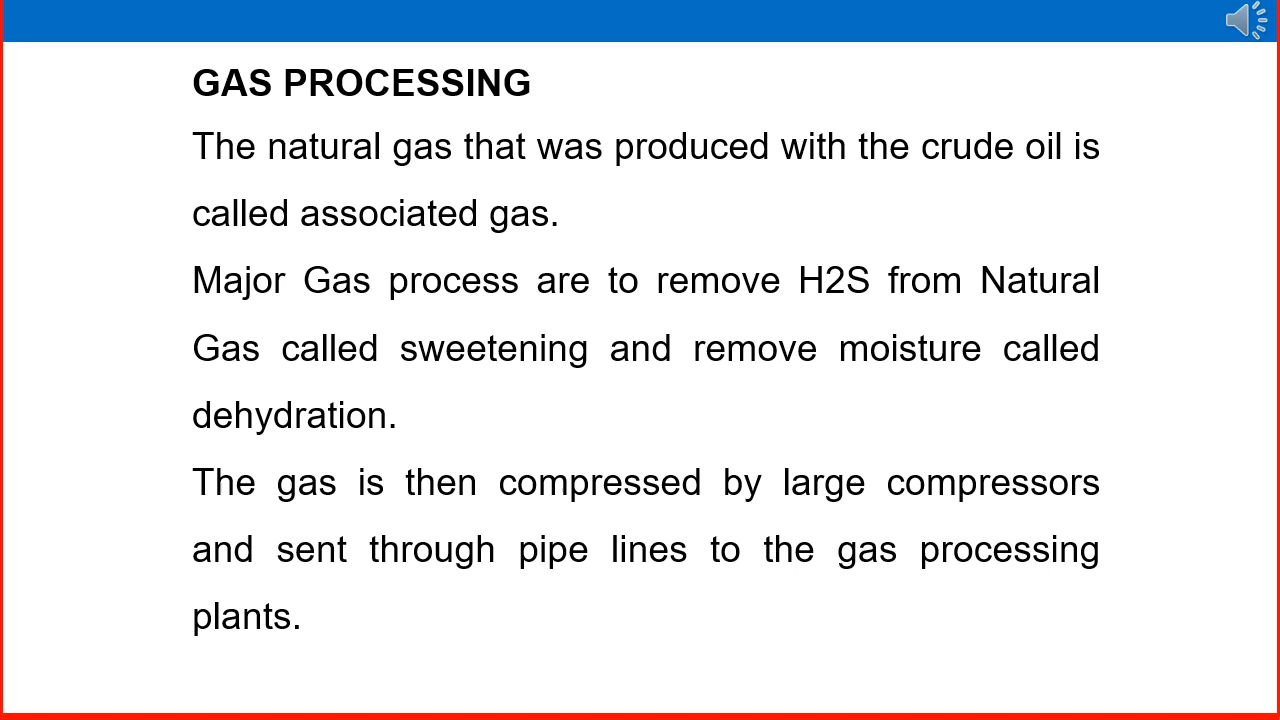 GAS PROCESSING
The natural gas that was produced with the crude oil is
called associated gas.
Major Gas process are to remove H2S from Natural
Gas called sweetening and remove moisture called
dehydration.
The gas is then compressed by large compressors
and sent through pipe lines to the gas processing
plants.